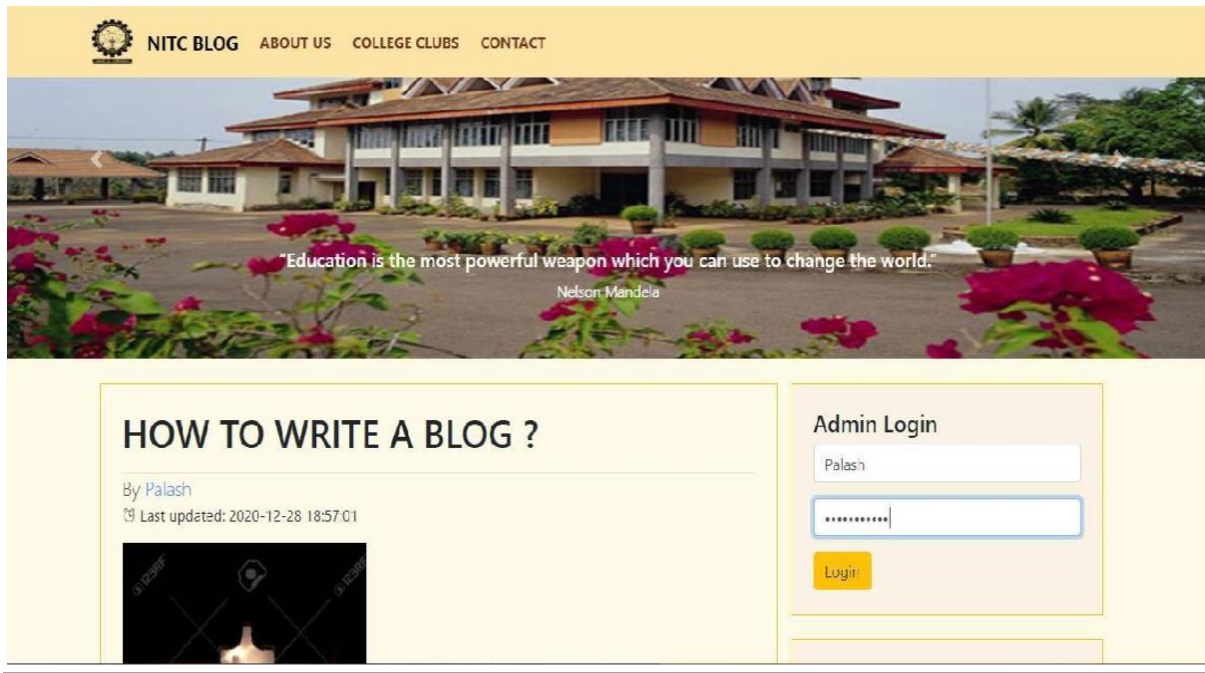 NITC BLOG ABOUT US COLLEGE CLUBS CONTACT
"Education is the most powerful weapon which you can use to change the world."
Nelson Mandela
HOW TO WRITE A BLOG ?
By Palash
Last updated: 2020-12-28 18:57:01
123RF
123RF
Admin Login
Palash
Login